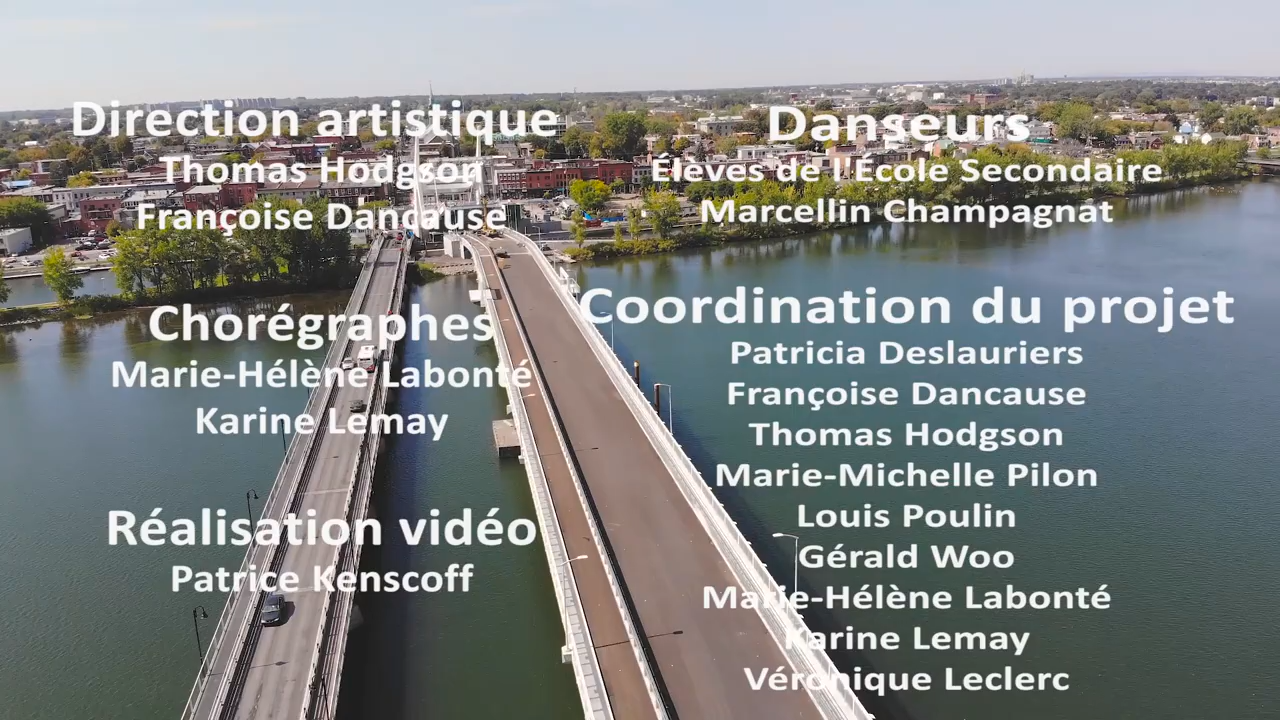 Direction artistique
Thomas Hodgson
Françoise Dancause
Chorégraphes
Marie-Hélène Labonté
Karine Lemay
Réalisation vidéo
Patrice Kenscoff
Danseurs
Élèves de l'École Secondaire
Marcellin Champagnat
Coordination du projet
Patricia Deslauriers
Françoise Dancause
Thomas Hodgson
Marie-Michelle Pilon
Louis Poulin
Gérald Woo
Marie-Hélène Labonté
Karine Lemay
Véronique Leclerc